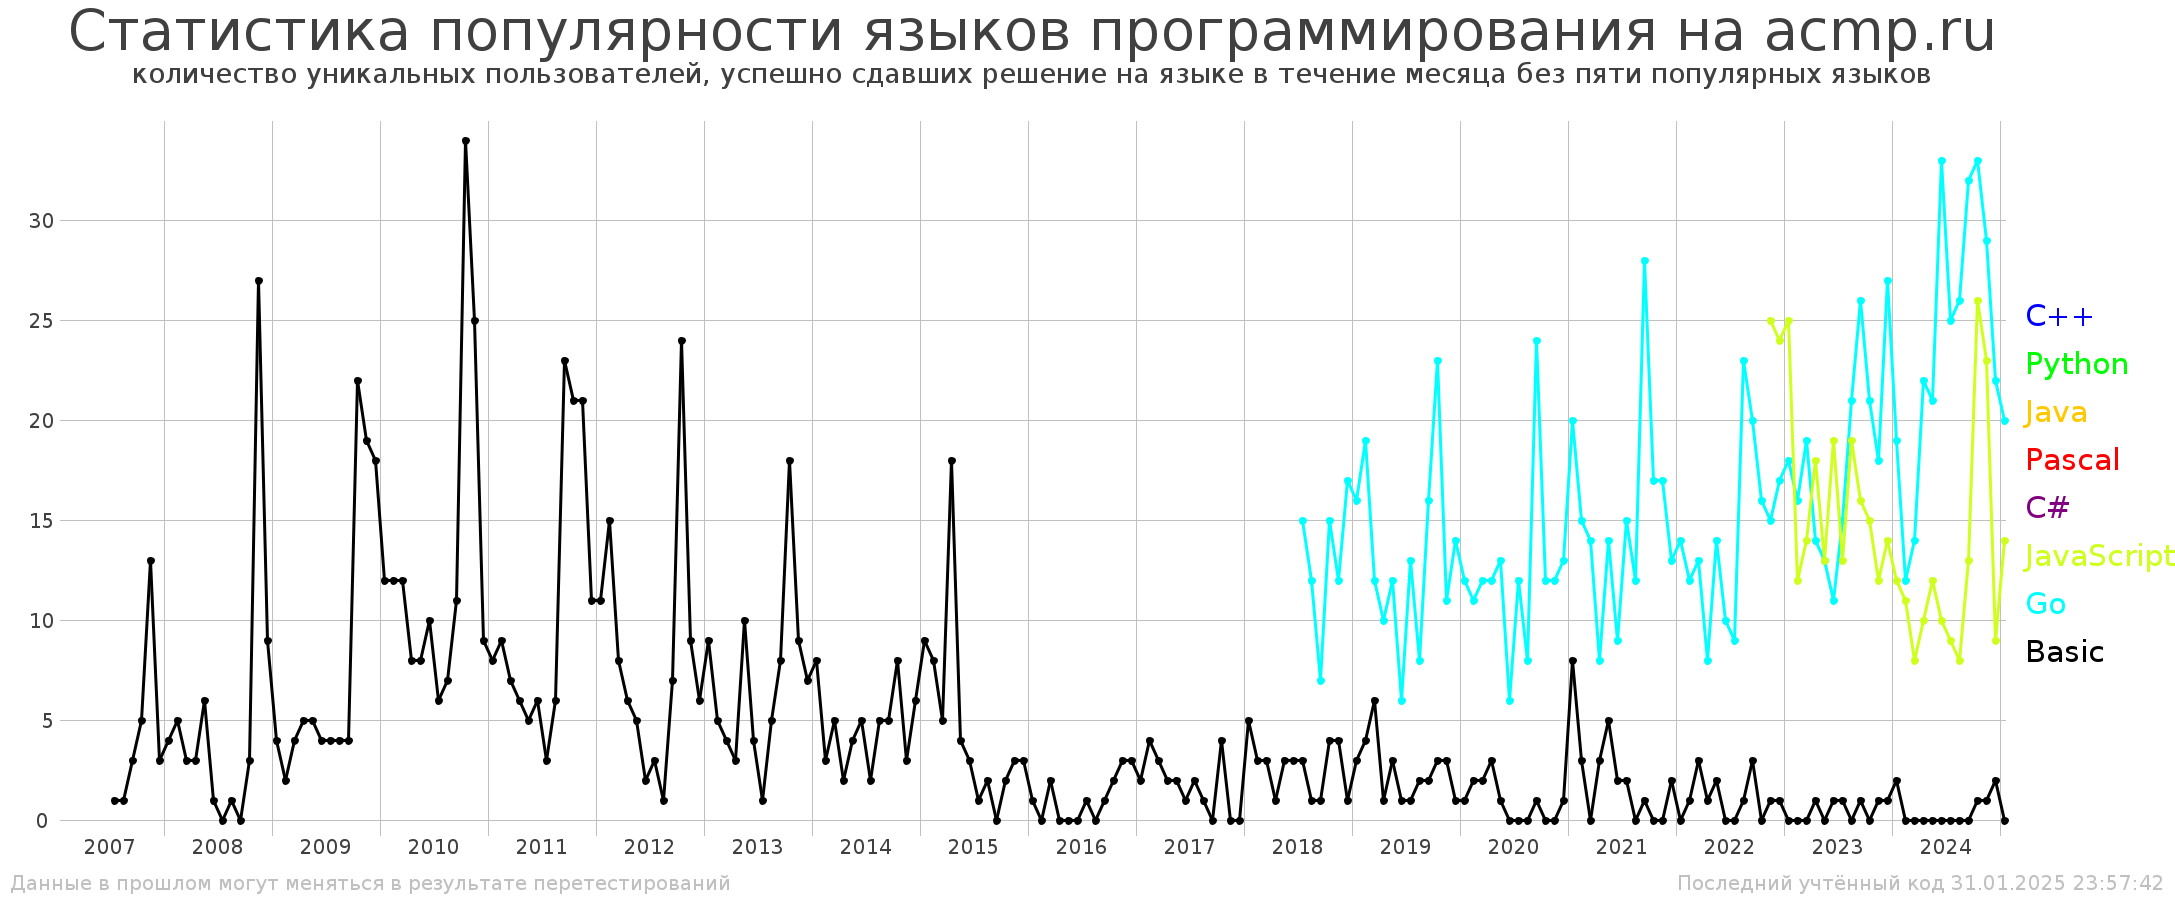 Статистика популярности языков программирования на acmp.ru
количество уникальных пользователей, успешно сдавших решение на языке в течение месяца без пяти популярных языков
30
25
20
15
10
5
0
2007 2008 2009 2010 2011 2012 2013 2014 2015 2016 2017 2018 2019 2020 2021 2022 2023 2024
C++
Python
Java
Pascal
C#
JavaScript
Go
Basic
Данные в прошлом могут меняться в результате перетестирований
Последний учтённый код 31.01.2025 23:57:42